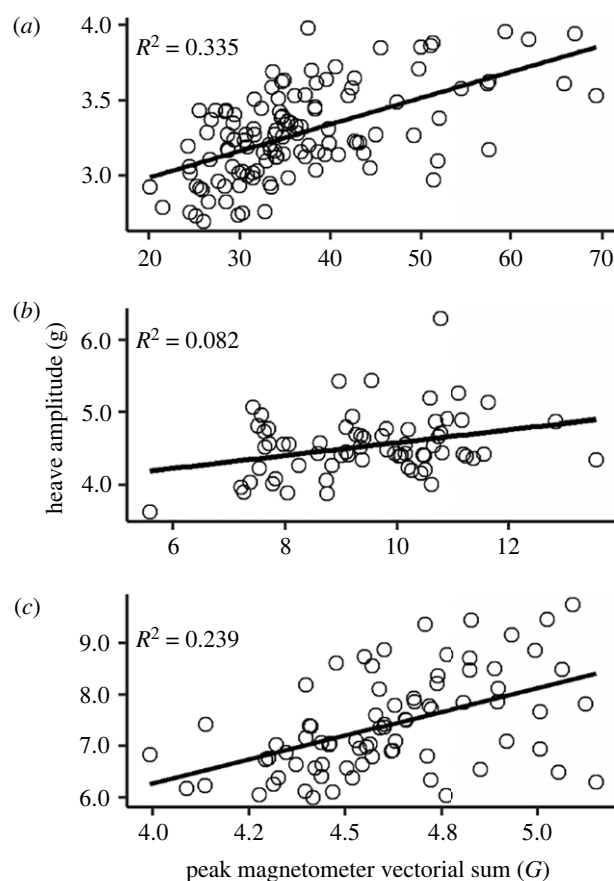 (a)
R² = 0.335
4.0
3.5
3.0
20 30 40 50 60 70
(b)
R² = 0.082
6.0
5.0
4.0
6 8 10 12
heave amplitude (g)
(c)
R² = 0.239
9.0
8.0
7.0
6.0
4.0 4.2 4.5 4.8 5.0
peak magnetometer vectorial sum (G)